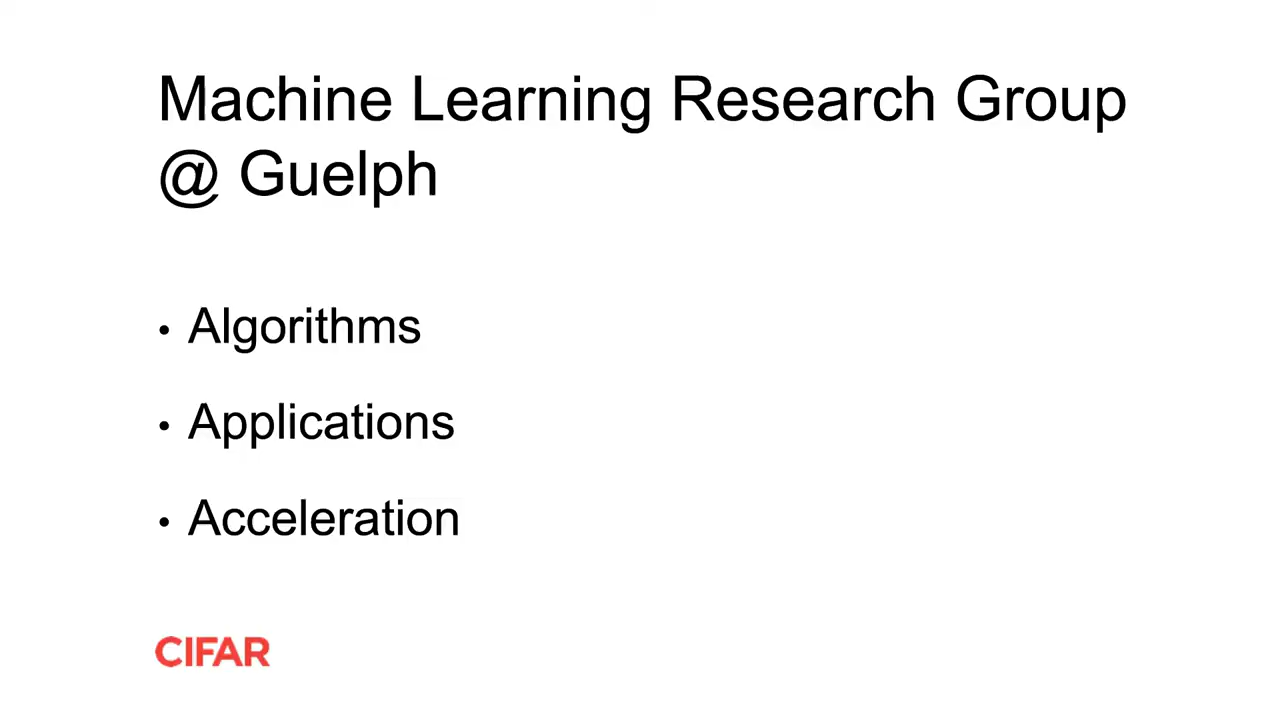 Machine Learning Research Group
@ Guelph
• Algorithms
• Applications
• Acceleration
CIFAR